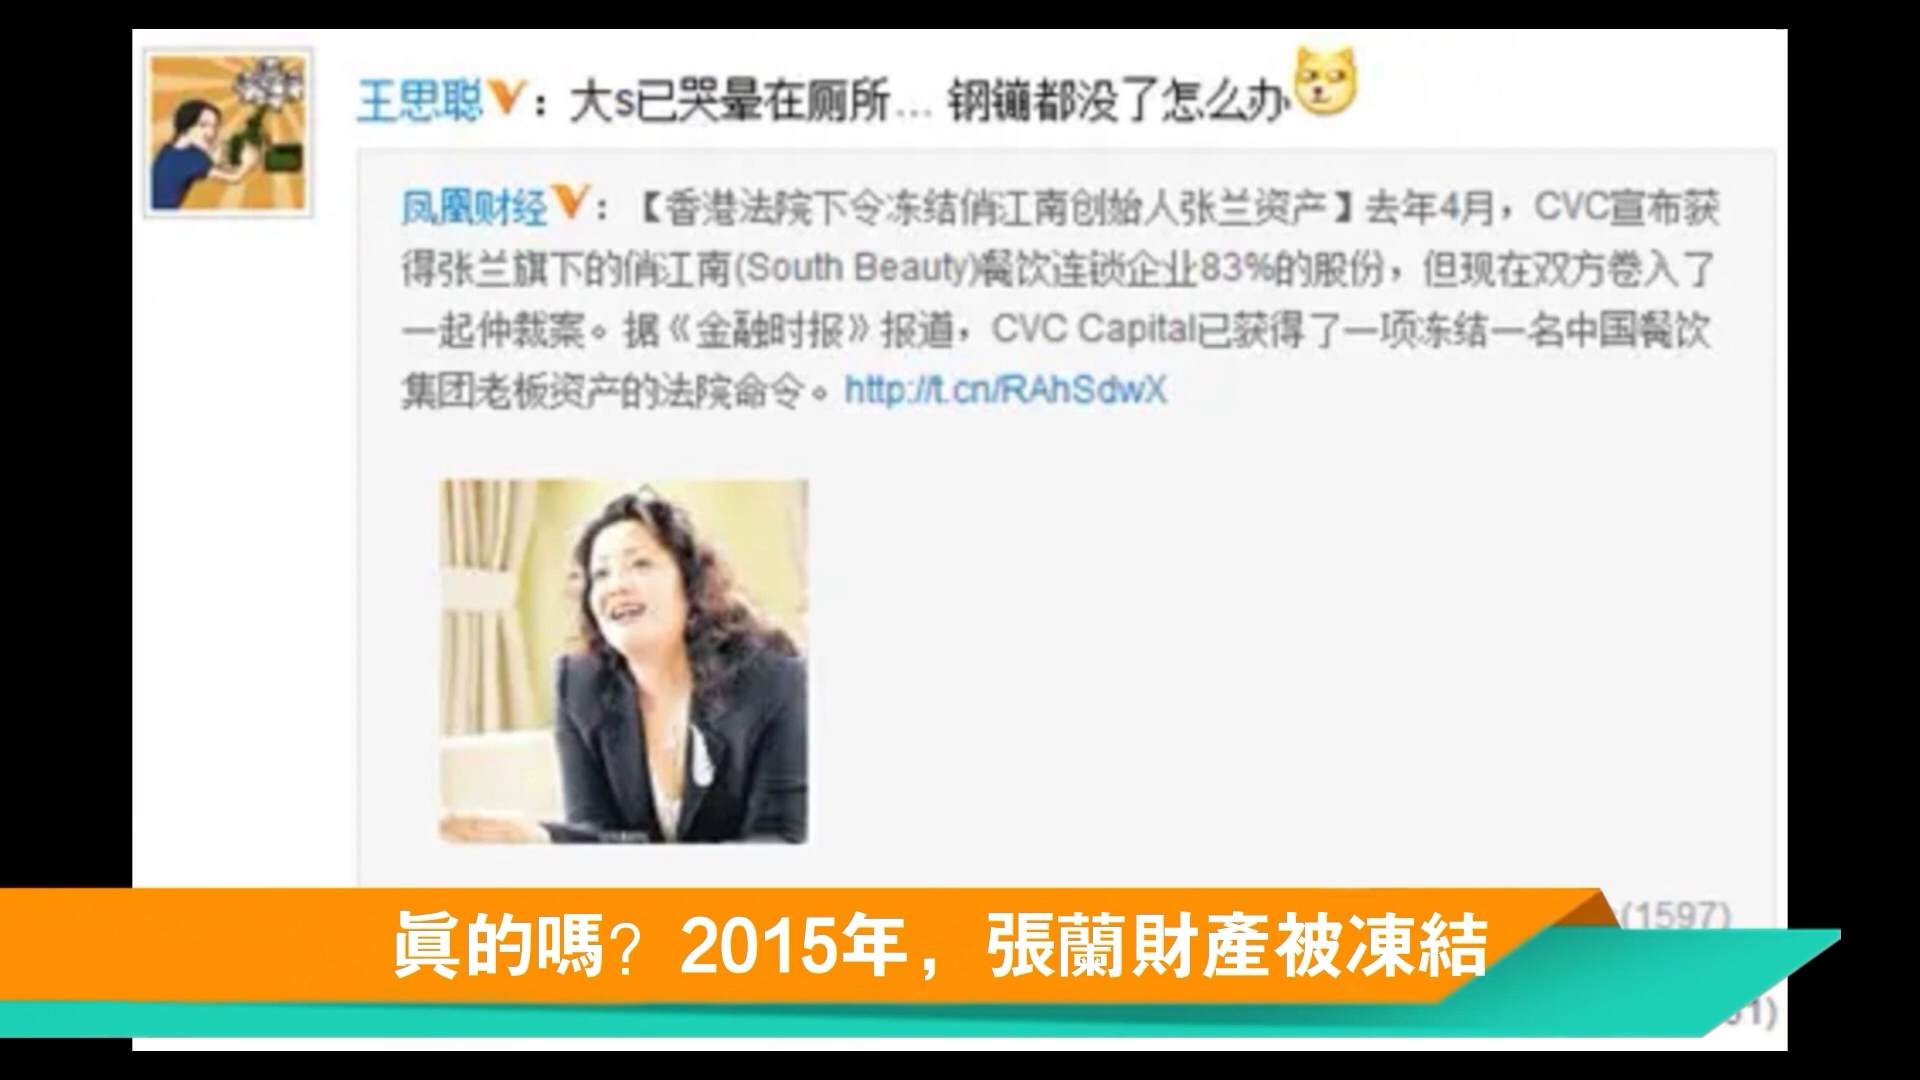 王思聪V：大s已哭晕在厕所… 钢镚都没了怎么办
凤凰财经V：【香港法院下令冻结俏江南创始人张兰资产】去年4月，CVC宣布获
得张兰旗下的俏江南(South Beauty)餐饮连锁企业83%的股份，但现在双方卷入了
一起仲裁案。据《金融时报》报道，CVC Capital已获得了一项冻结一名中国餐饮
集团老板资产的法院命令。http://t.cn/RAhSdwX
(1597)
眞的嗎？2015年，張蘭財產被凍結